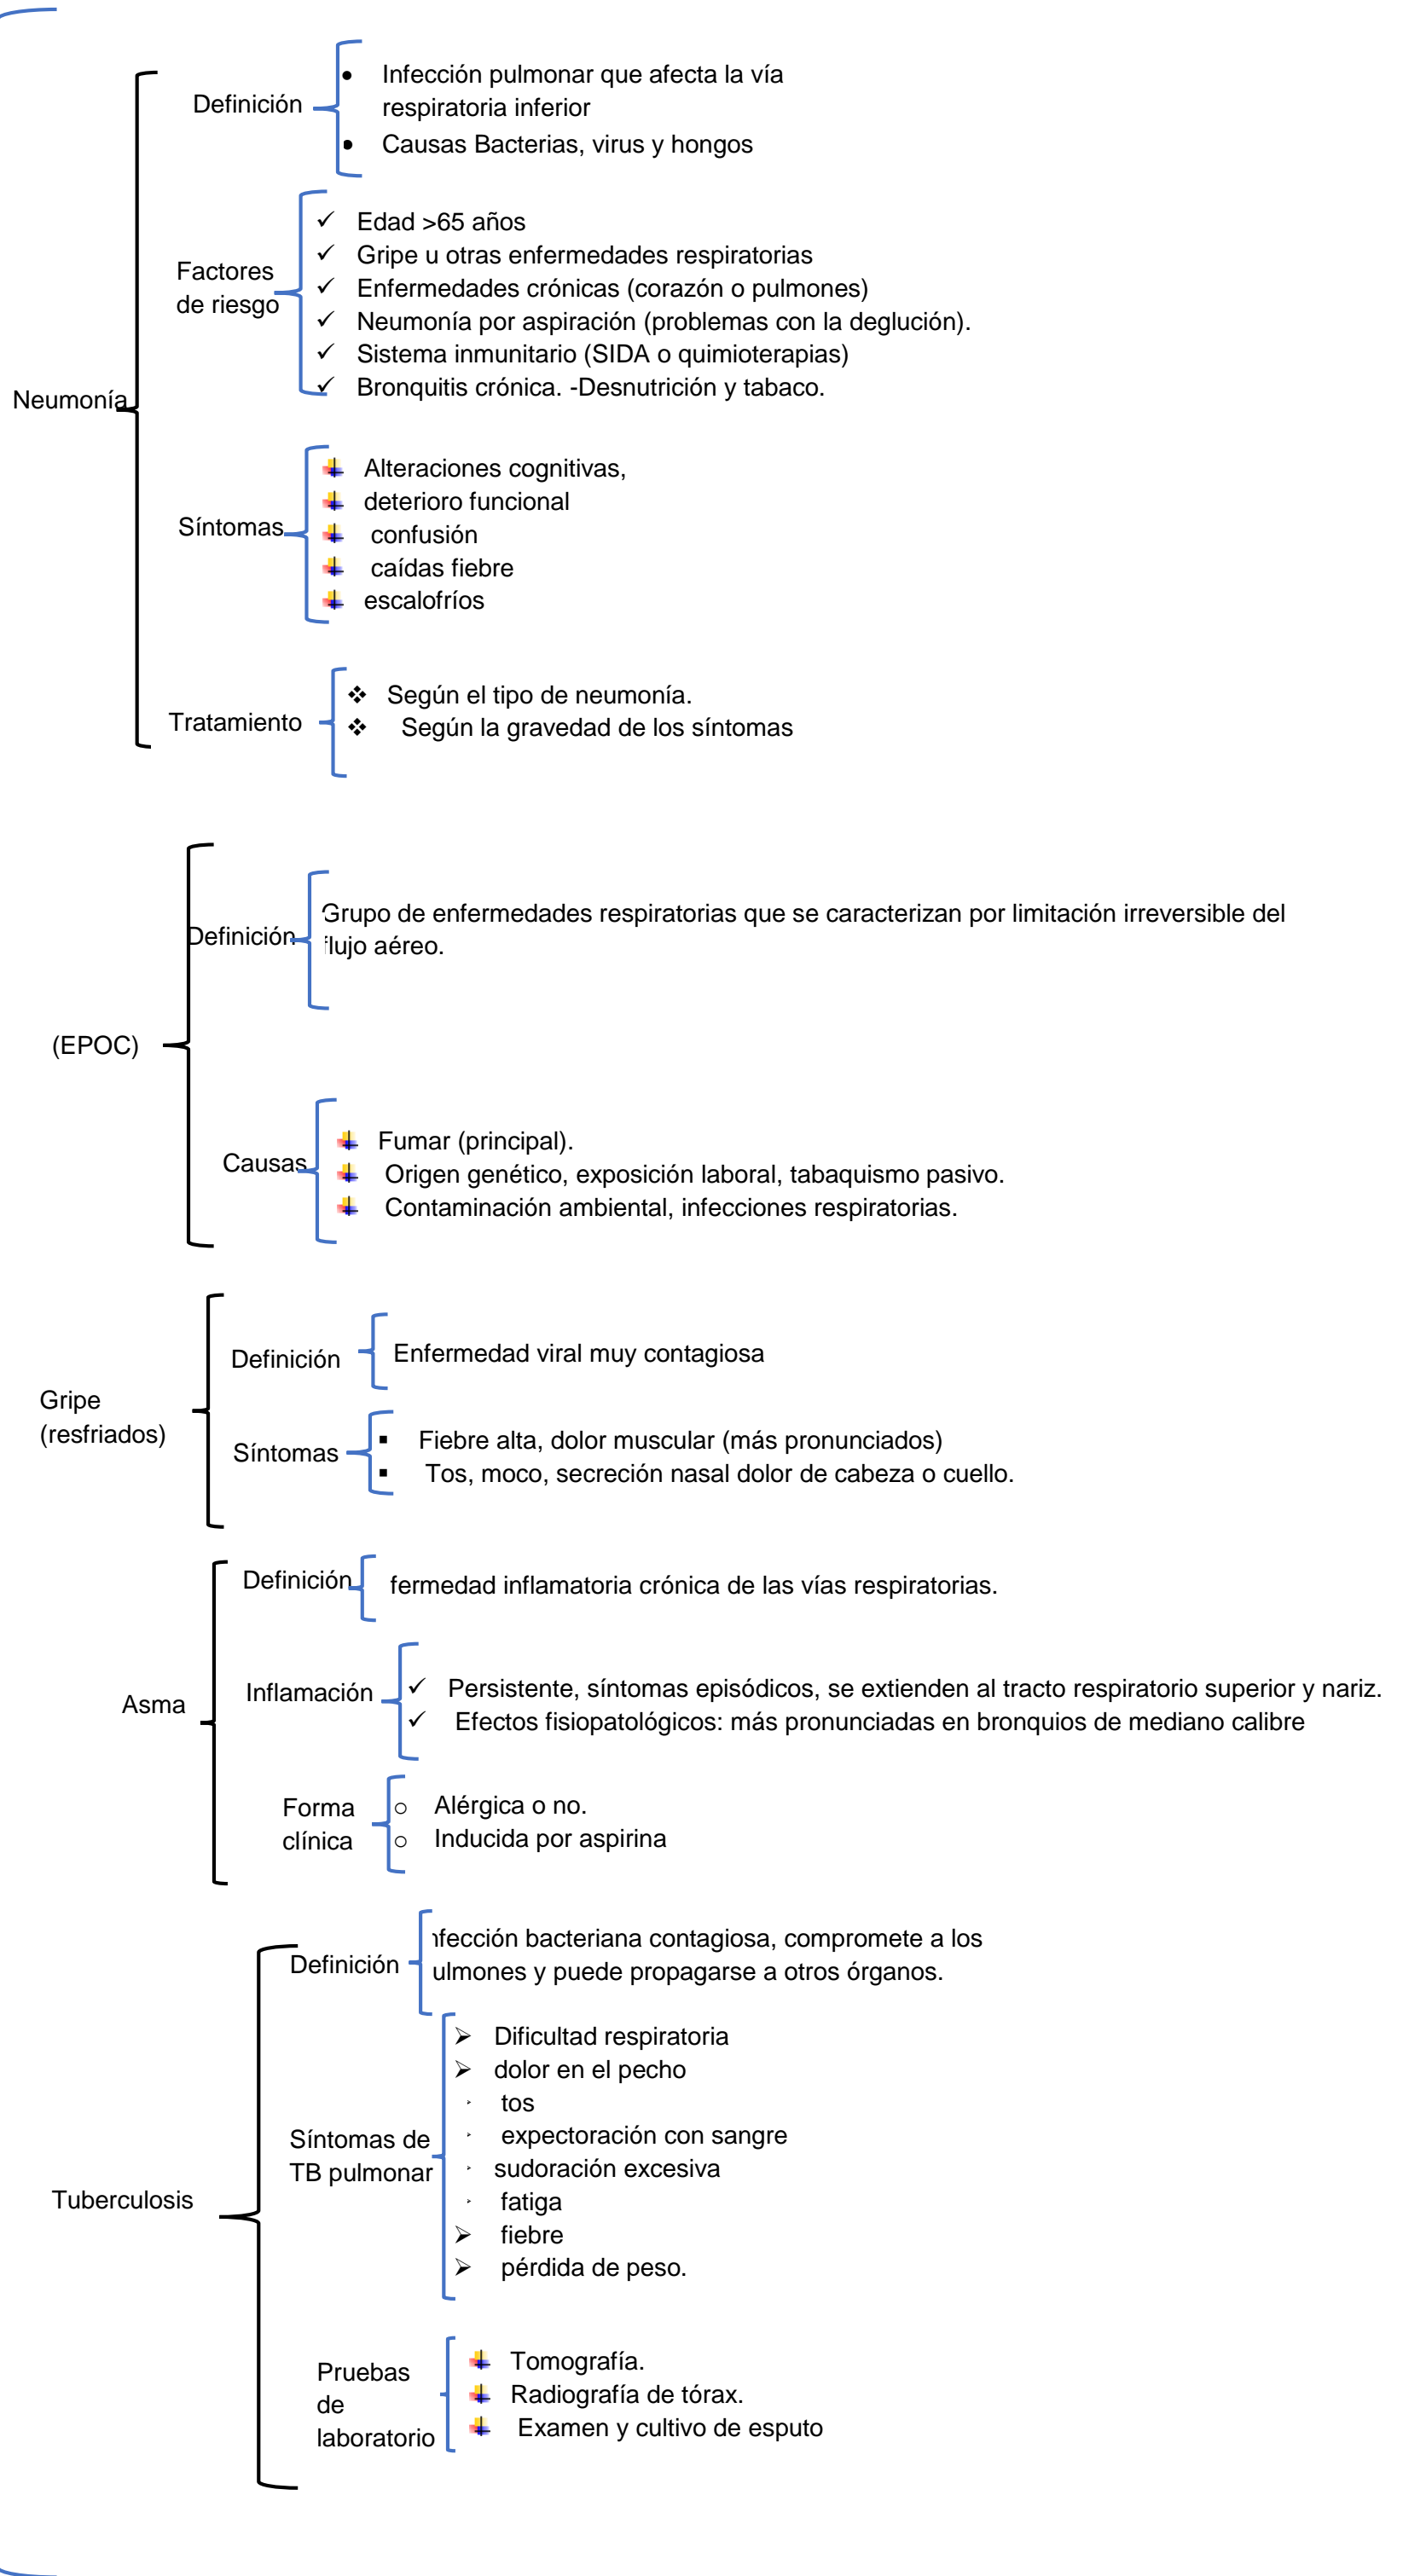 Neumonía
Definición
• Infección pulmonar que afecta la vía
respiratoria inferior
• Causas Bacterias, virus y hongos
Factores
de riesgo
✓ Edad >65 años
✓ Gripe u otras enfermedades respiratorias
✓ Enfermedades crónicas (corazón o pulmones)
✓ Neumonía por aspiración (problemas con la deglución).
✓ Sistema inmunitario (SIDA o quimioterapias)
✓ Bronquitis crónica. -Desnutrición y tabaco.
Síntomas
Alteraciones cognitivas,
deterioro funcional
confusión
caídas fiebre
escalofríos
Tratamiento
❖ Según el tipo de neumonía.
❖ Según la gravedad de los síntomas
(EPOC)
Definición
Grupo de enfermedades respiratorias que se caracterizan por limitación irreversible del
flujo aéreo.
Causas
Fumar (principal).
Origen genético, exposición laboral, tabaquismo pasivo.
Contaminación ambiental, infecciones respiratorias.
Gripe
(resfriados)
Definición
Enfermedad viral muy contagiosa
Síntomas
▪ Fiebre alta, dolor muscular (más pronunciados)
▪ Tos, moco, secreción nasal dolor de cabeza o cuello.
Asma
Definición
fermedad inflamatoria crónica de las vías respiratorias.
Inflamación
✓ Persistente, síntomas episódicos, se extienden al tracto respiratorio superior y nariz.
✓ Efectos fisiopatológicos: más pronunciadas en bronquios de mediano calibre
Forma
clínica
○ Alérgica o no.
○ Inducida por aspirina
Tuberculosis
Definición
nfección bacteriana contagiosa, compromete a los
ulmones y puede propagarse a otros órganos.
Síntomas de
TB pulmonar
➢ Dificultad respiratoria
➢ dolor en el pecho
➢ tos
➢ expectoración con sangre
➢ sudoración excesiva
➢ fatiga
➢ fiebre
➢ pérdida de peso.
Pruebas
de
laboratorio
Tomografía.
Radiografía de tórax.
Examen y cultivo de esputo